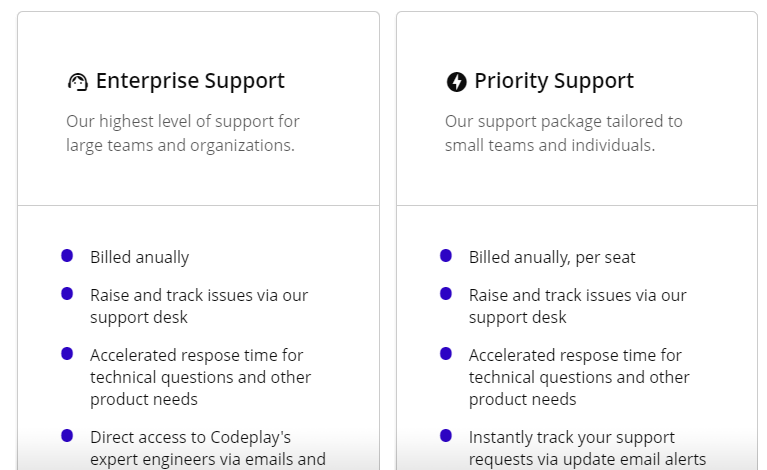 Enterprise Support
Our highest level of support for
large teams and organizations.
Billed anually
Raise and track issues via our
support desk
Accelerated respose time for
technical questions and other
product needs
Direct access to Codeplay's
expert engineers via emails and
Priority Support
Our support package tailored to
small teams and individuals.
Billed anually, per seat
Raise and track issues via our
support desk
Accelerated respose time for
technical questions and other
product needs
Instantly track your support
requests via update email alerts